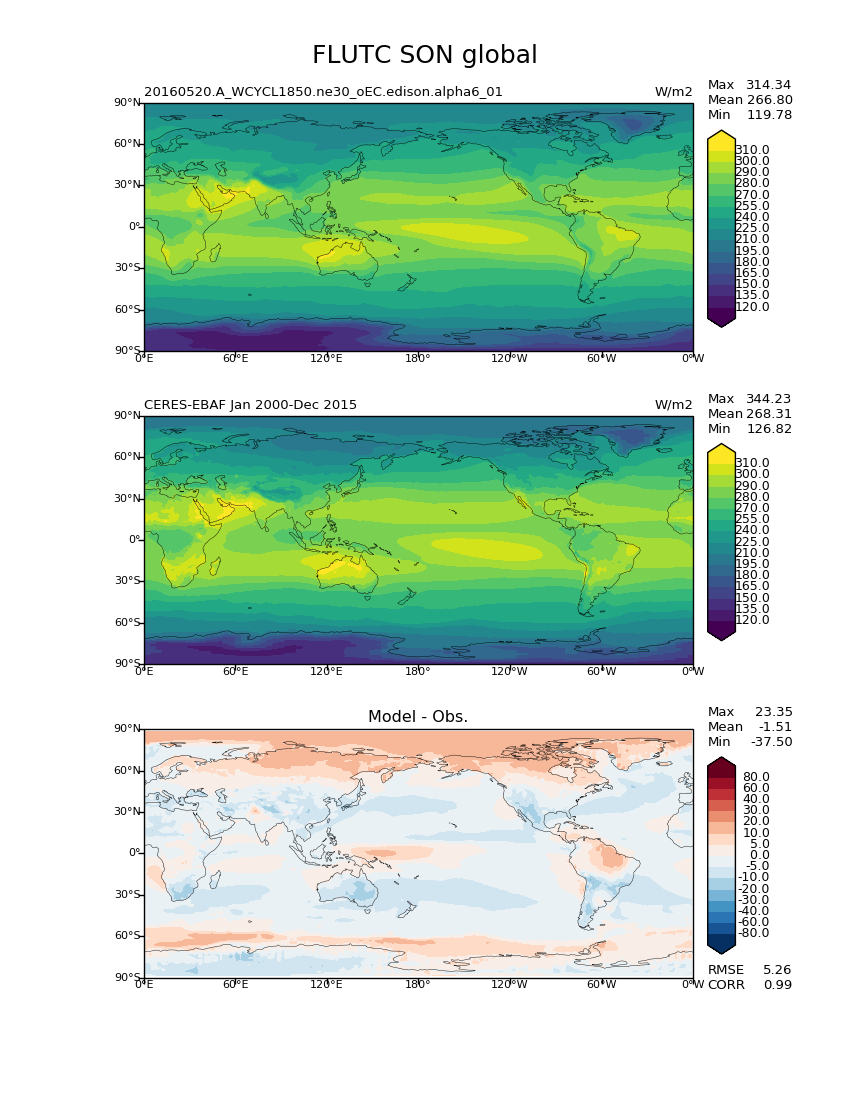 FLUTC SON global
20160520.A_WCYCL1850.ne30_oEC.edison.alpha6_01 W/m2
Max 314.34
Mean 266.80
Min 119.78
90°N
60°N
30°N
0°
30°S
60°S
90°S
0°E 60°E 120°E 180° 120°W 60°W 0°W
310.0
300.0
290.0
280.0
270.0
255.0
240.0
225.0
210.0
195.0
180.0
165.0
150.0
135.0
120.0
CERES-EBAF Jan 2000-Dec 2015 W/m2
Max 344.23
Mean 268.31
Min 126.82
90°N
60°N
30°N
0°
30°S
60°S
90°S
0°E 60°E 120°E 180° 120°W 60°W 0°W
310.0
300.0
290.0
280.0
270.0
255.0
240.0
225.0
210.0
195.0
180.0
165.0
150.0
135.0
120.0
Model - Obs.
Max 23.35
Mean -1.51
Min -37.50
90°N
60°N
30°N
0°
30°S
60°S
90°S
0°E 60°E 120°E 180° 120°W 60°W 0°W
80.0
60.0
40.0
30.0
20.0
10.0
5.0
0.0
-5.0
-10.0
-20.0
-30.0
-40.0
-60.0
-80.0
RMSE 5.26
CORR 0.99